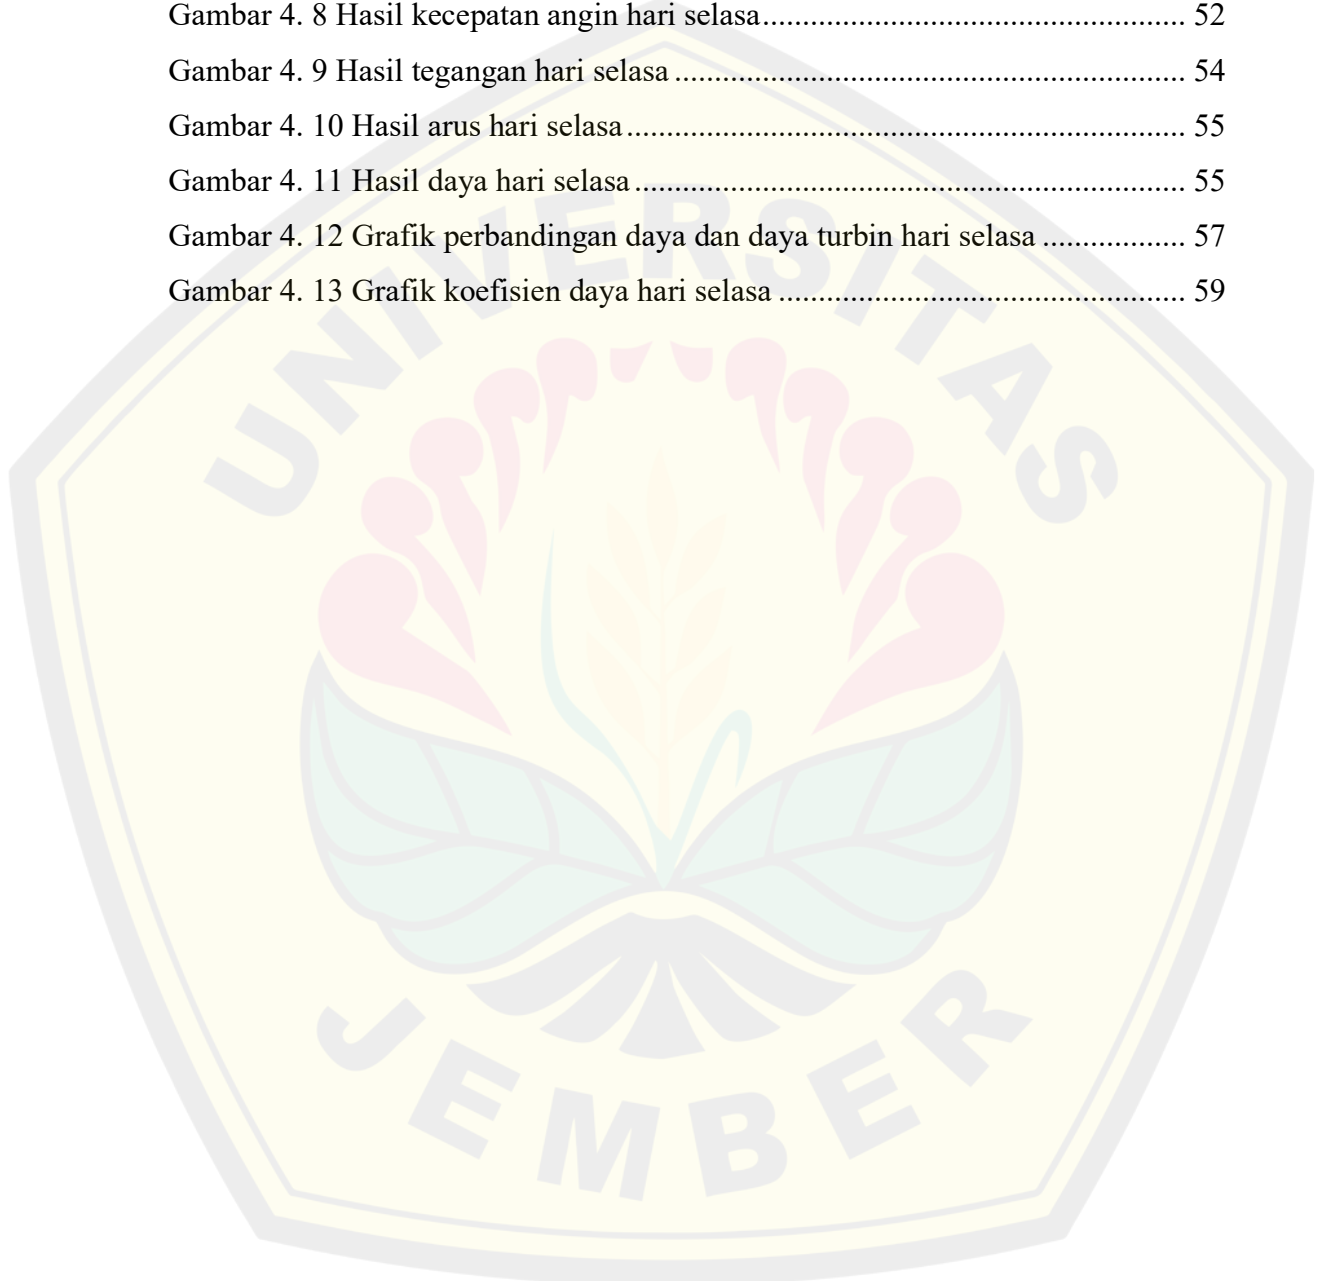 Gambar 4. 8 Hasil kecepatan angin hari selasa..................................................... 52
Gambar 4. 9 Hasil tegangan hari selasa ................................................................ 54
Gambar 4. 10 Hasil arus hari selasa...................................................................... 55
Gambar 4. 11 Hasil daya hari selasa ..................................................................... 55
Gambar 4. 12 Grafik perbandingan daya dan daya turbin hari selasa .................. 57
Gambar 4. 13 Grafik koefisien daya hari selasa ................................................... 59
UNIVERSITAS
JEMBER